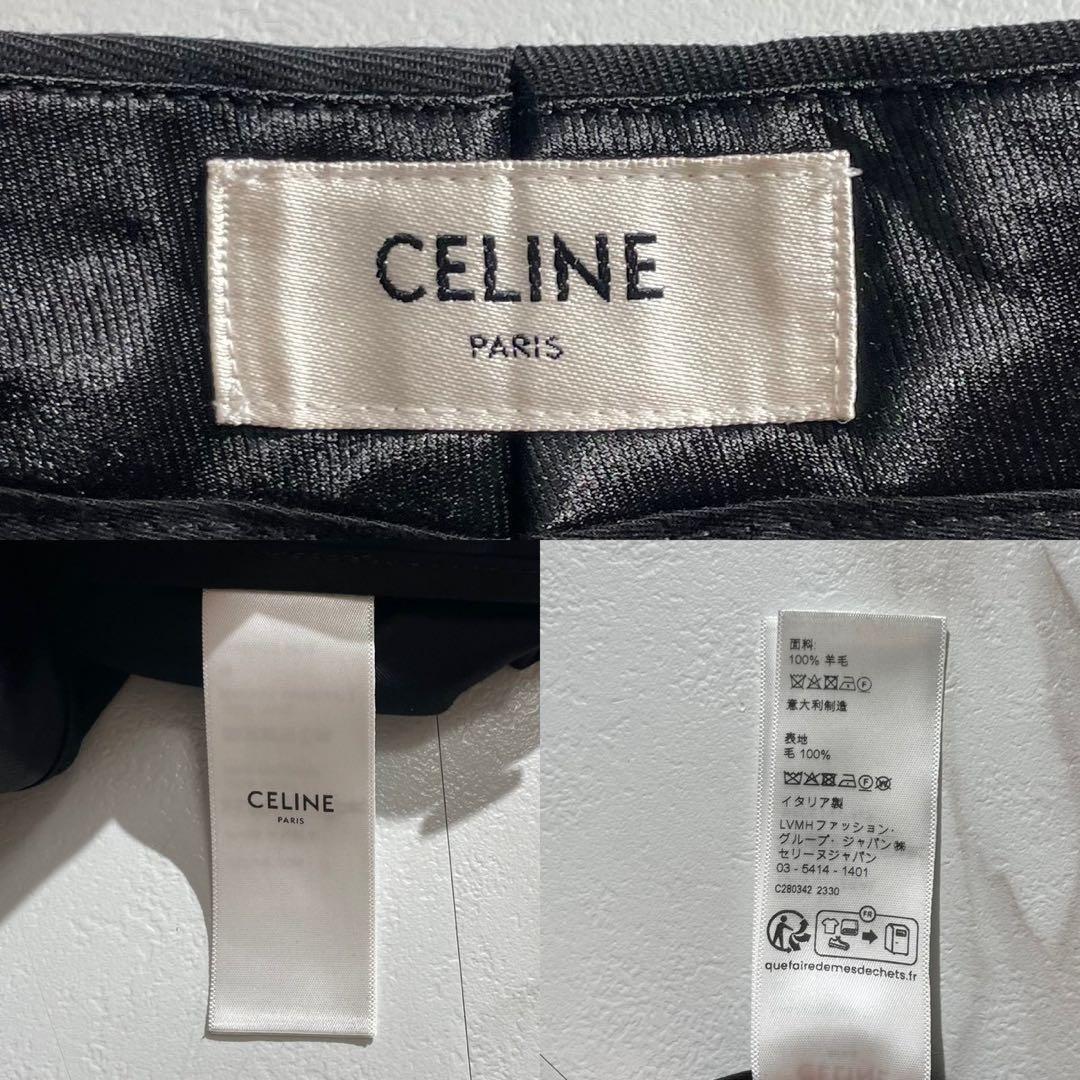 CELINE
PARIS
CELINE
PARIS
面料:
100% 羊毛
意大利制造
表地
毛 100%
イタリア製
LVMHファッション・
グループ・ジャパン㈱
セリーヌジャパン
03 - 5414 - 1401
C280342 2330
FR
quefairedemesdechets.fr